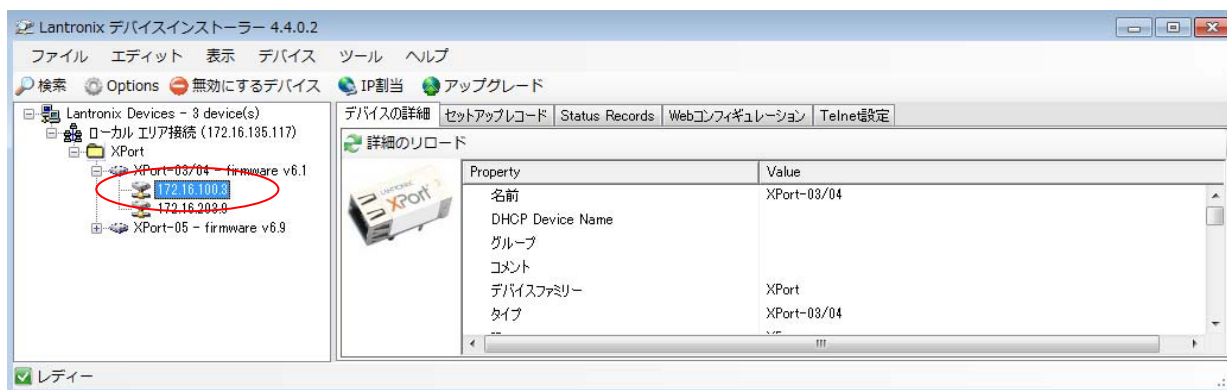 Lantronix デバイスインストーラー 4.4.0.2
ファイル エディット 表示 デバイス ツール ヘルプ
検索 Options 無効にするデバイス IP割当 アップグレード
Lantronix Devices - 3 device(s)
ローカル エリア接続 (172.16.135.117)
XPort
XPort-03/04 - firmware v6.1
172.16.100.3
172.16.203.9
XPort-05 - firmware v6.9
デバイスの詳細 セットアップレコード Status Records Webコンフィギュレーション Telnet設定
詳細のリロード
LANTRONIX
XPort
Property Value
名前 XPort-03/04
DHCP Device Name
グループ
コメント
デバイスファミリー XPort
タイプ XPort-03/04
レディー